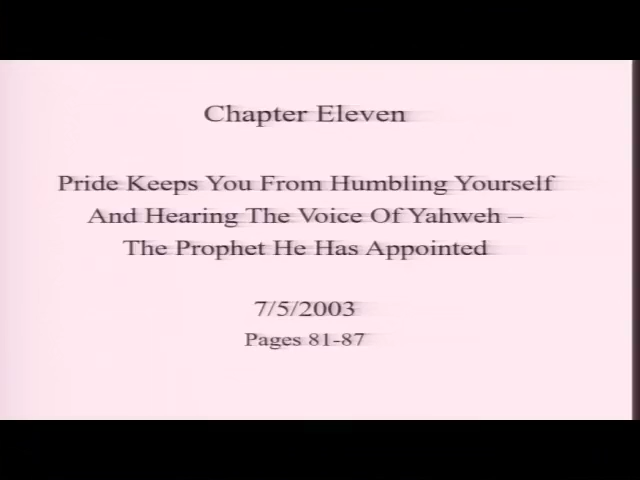 Chapter Eleven
Pride Keeps You From Humbling Yourself
And Hearing The Voice Of Yahweh –
The Prophet He Has Appointed
7/5/2003
Pages 81-87